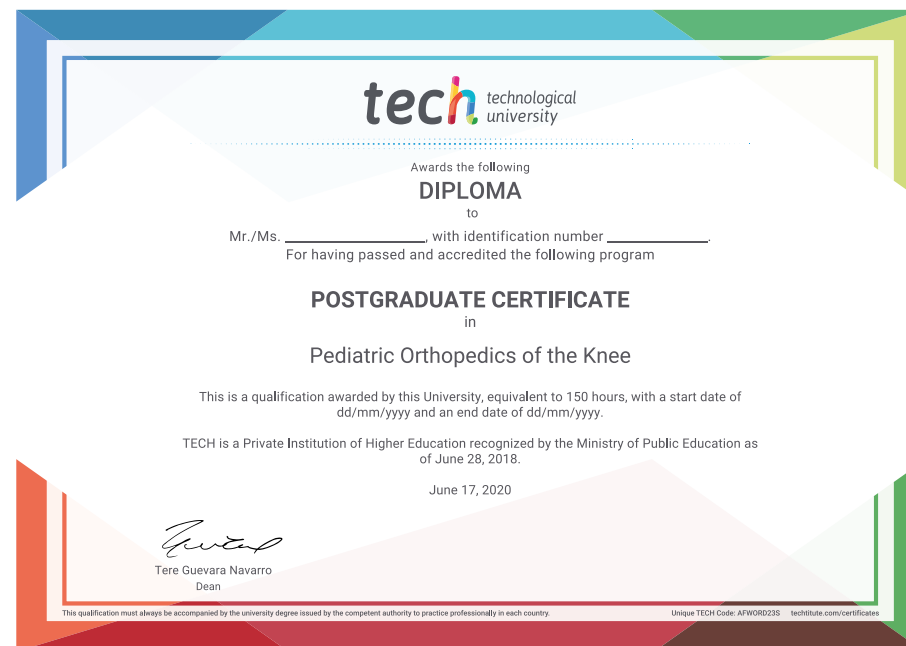 tech technological
university
Awards the following
DIPLOMA
to
Mr./Ms. ____________________, with identification number ______________.
For having passed and accredited the following program
POSTGRADUATE CERTIFICATE
in
Pediatric Orthopedics of the Knee
This is a qualification awarded by this University, equivalent to 150 hours, with a start date of
dd/mm/yyyy and an end date of dd/mm/yyyy.
TECH is a Private Institution of Higher Education recognized by the Ministry of Public Education as
of June 28, 2018.
June 17, 2020
Tere Guevara Navarro
Dean
This qualification must always be accompanied by the university degree issued by the competent authority to practice professionally in each country.
Unique TECH Code: AFWORD23S techtitute.com/certificates